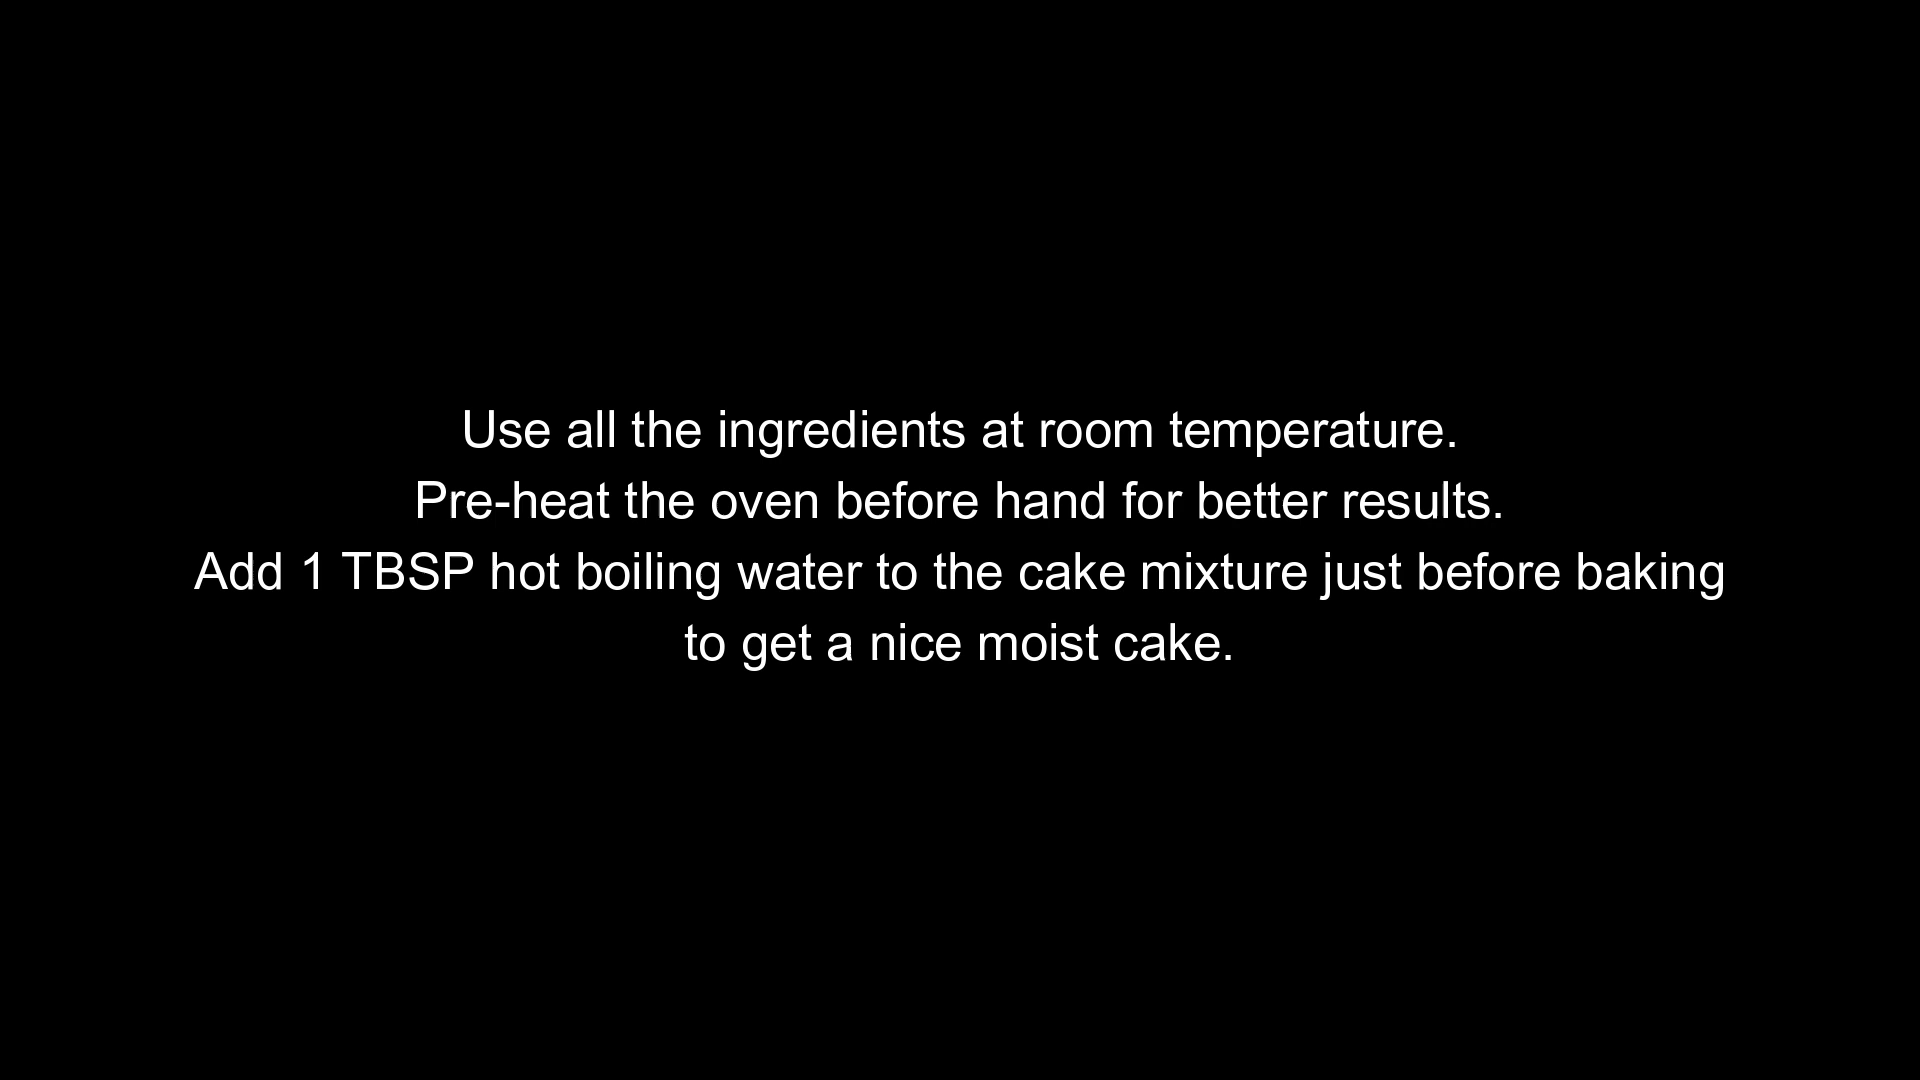 Use all the ingredients at room temperature.
Pre-heat the oven before hand for better results.
Add 1 TBSP hot boiling water to the cake mixture just before baking
to get a nice moist cake.